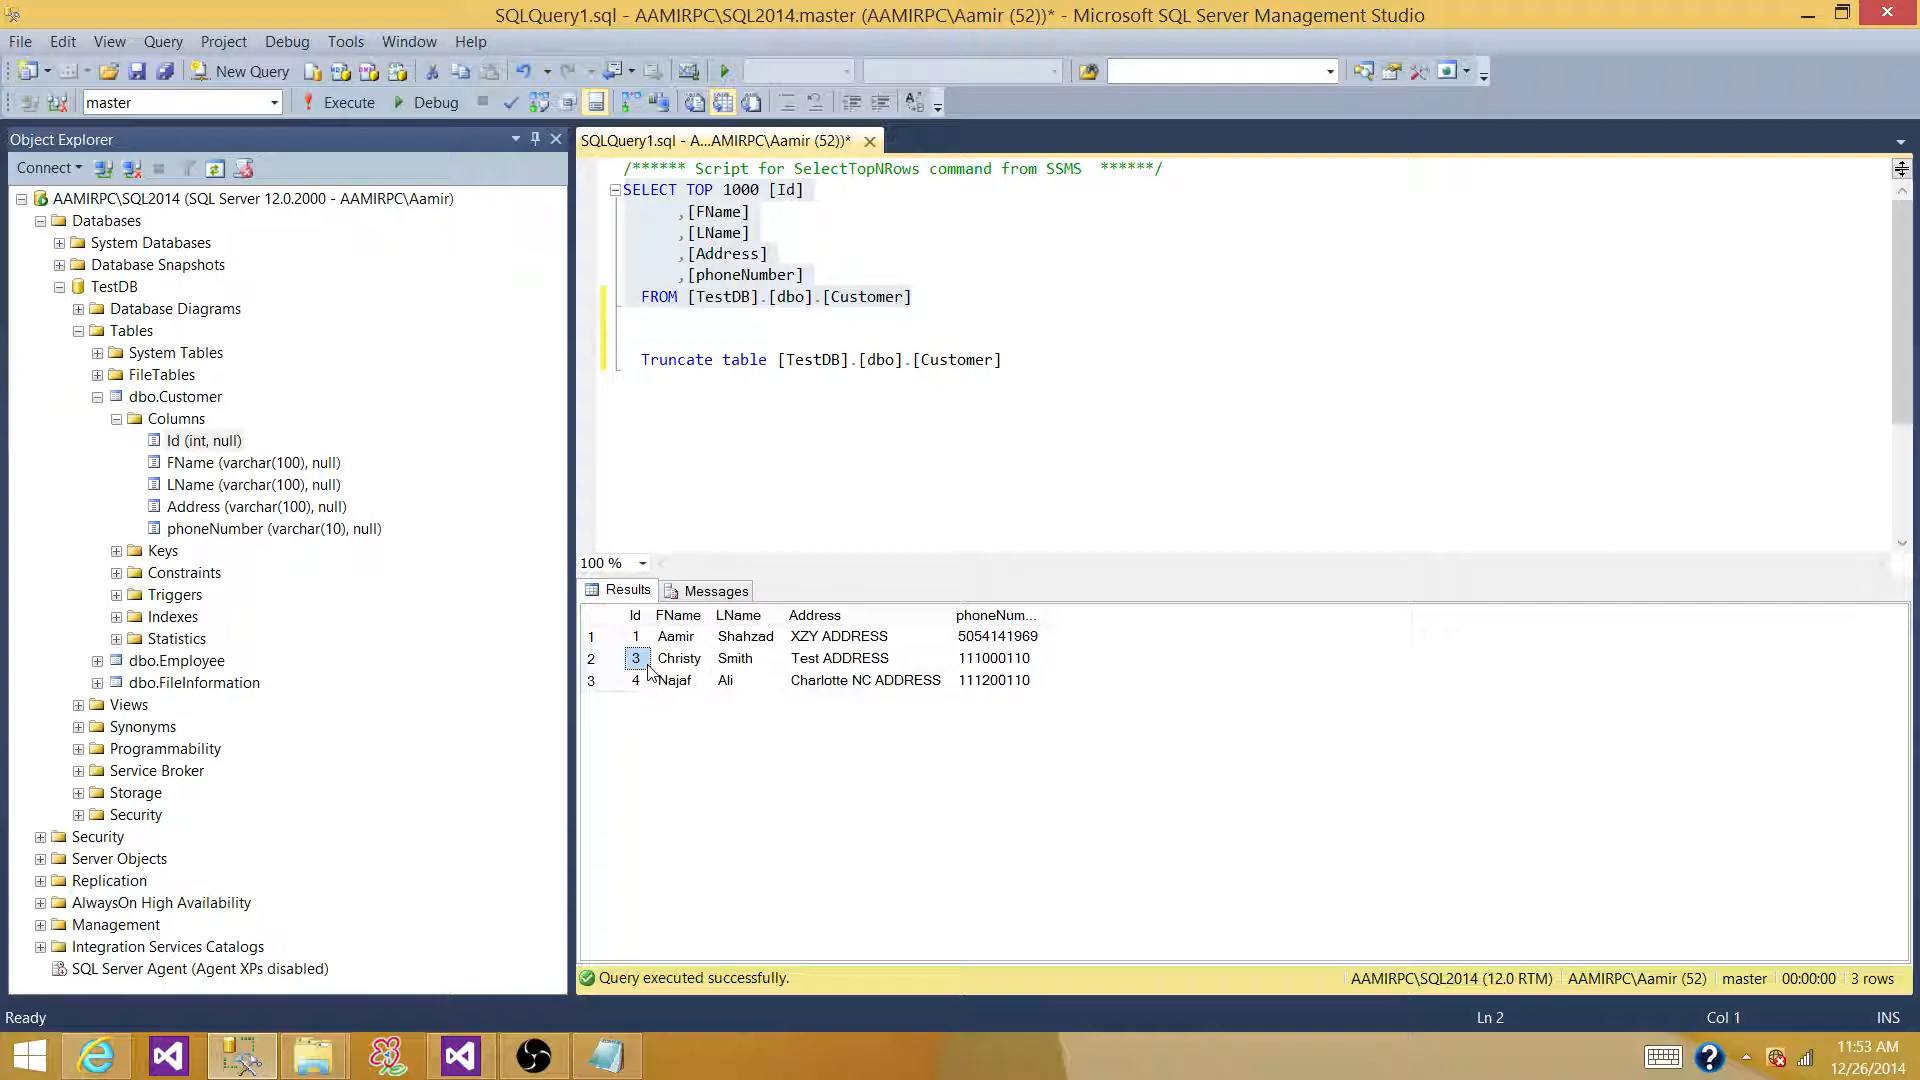 SQLQuery1.sql - AAMIRPC\SQL2014.master (AAMIRPC\Aamir (52))* - Microsoft SQL Server Management Studio
File Edit View Query Project Debug Tools Window Help
New Query
master Execute Debug
Object Explorer
Connect
AAMIRPC\SQL2014 (SQL Server 12.0.2000 - AAMIRPC\Aamir)
Databases
System Databases
Database Snapshots
TestDB
Database Diagrams
Tables
System Tables
FileTables
dbo.Customer
Columns
Id (int, null)
FName (varchar(100), null)
LName (varchar(100), null)
Address (varchar(100), null)
phoneNumber (varchar(10), null)
Keys
Constraints
Triggers
Indexes
Statistics
dbo.Employee
dbo.FileInformation
Views
Synonyms
Programmability
Service Broker
Storage
Security
Security
Server Objects
Replication
AlwaysOn High Availability
Management
Integration Services Catalogs
SQL Server Agent (Agent XPs disabled)
SQLQuery1.sql - A...AMIRPC\Aamir (52))*
/****** Script for SelectTopNRows command from SSMS ******/
SELECT TOP 1000 [Id]
,[FName]
,[LName]
,[Address]
,[phoneNumber]
FROM [TestDB].[dbo].[Customer]
Truncate table [TestDB].[dbo].[Customer]
100 %
Results Messages
Id FName LName Address phoneNum...
1 1 Aamir Shahzad XZY ADDRESS 5054141969
2 3 Christy Smith Test ADDRESS 111000110
3 4 Najaf Ali Charlotte NC ADDRESS 111200110
Query executed successfully. AAMIRPC\SQL2014 (12.0 RTM) AAMIRPC\Aamir (52) master 00:00:00 3 rows
Ready Ln 2 Col 1 INS
11:53 AM
12/26/2014